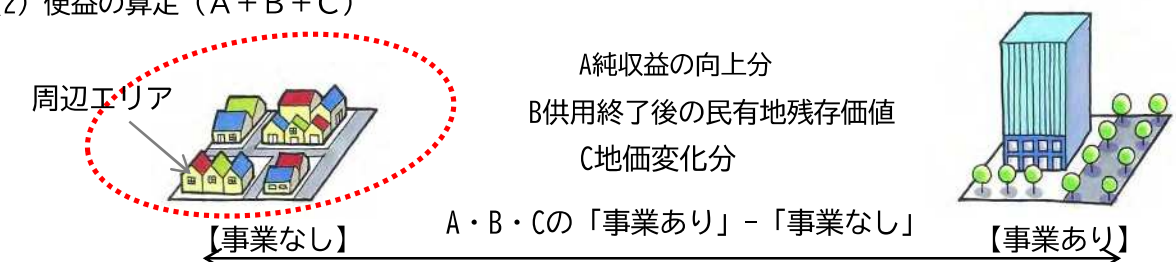 (2) 便益の算定（A＋B＋C）
周辺エリア
A純収益の向上分
B供用終了後の民有地残存価値
C地価変化分
A・B・Cの「事業あり」-「事業なし」
【事業なし】
【事業あり】